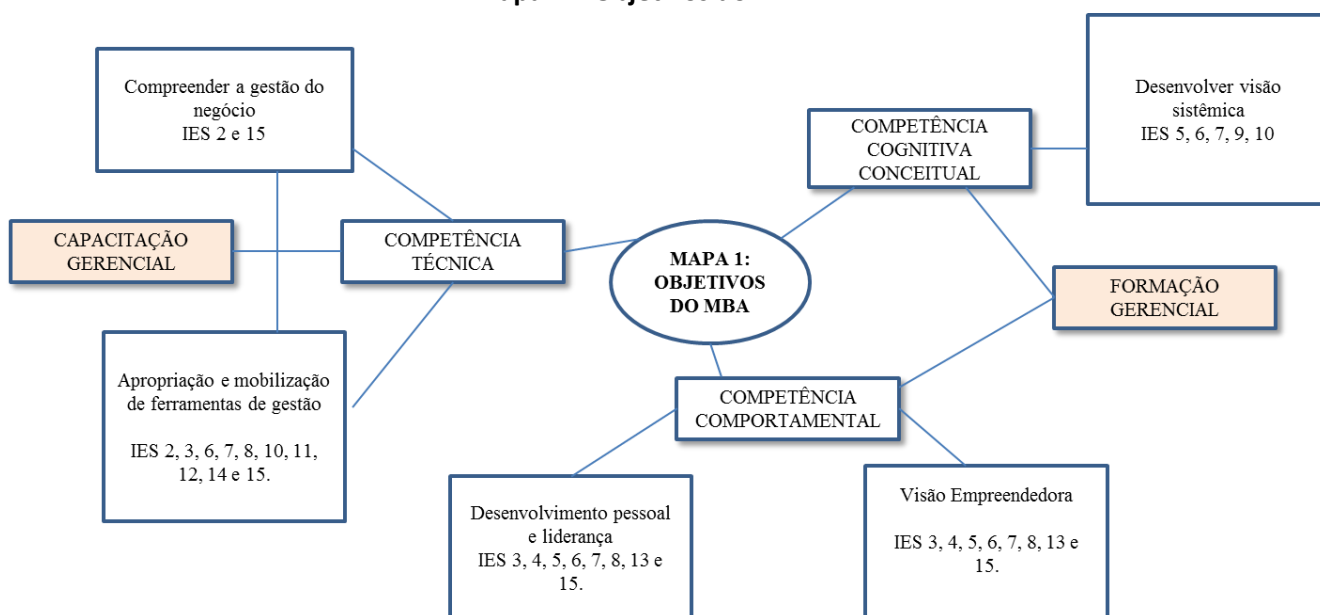 Compreender a gestão do
negócio
IES 2 e 15
Desenvolver visão
sistêmica
IES 5, 6, 7, 9, 10
COMPETÊNCIA
COGNITIVA
CONCEITUAL
CAPACITAÇÃO
GERENCIAL
COMPETÊNCIA
TÉCNICA
MAPA 1:
OBJETIVOS
DO MBA
FORMAÇÃO
GERENCIAL
Apropriação e mobilização
de ferramentas de gestão
IES 2, 3, 6, 7, 8, 10, 11,
12, 14 e 15.
COMPETÊNCIA
COMPORTAMENTAL
Desenvolvimento pessoal
e liderança
IES 3, 4, 5, 6, 7, 8, 13 e
15.
Visão Empreendedora
IES 3, 4, 5, 6, 7, 8, 13 e
15.